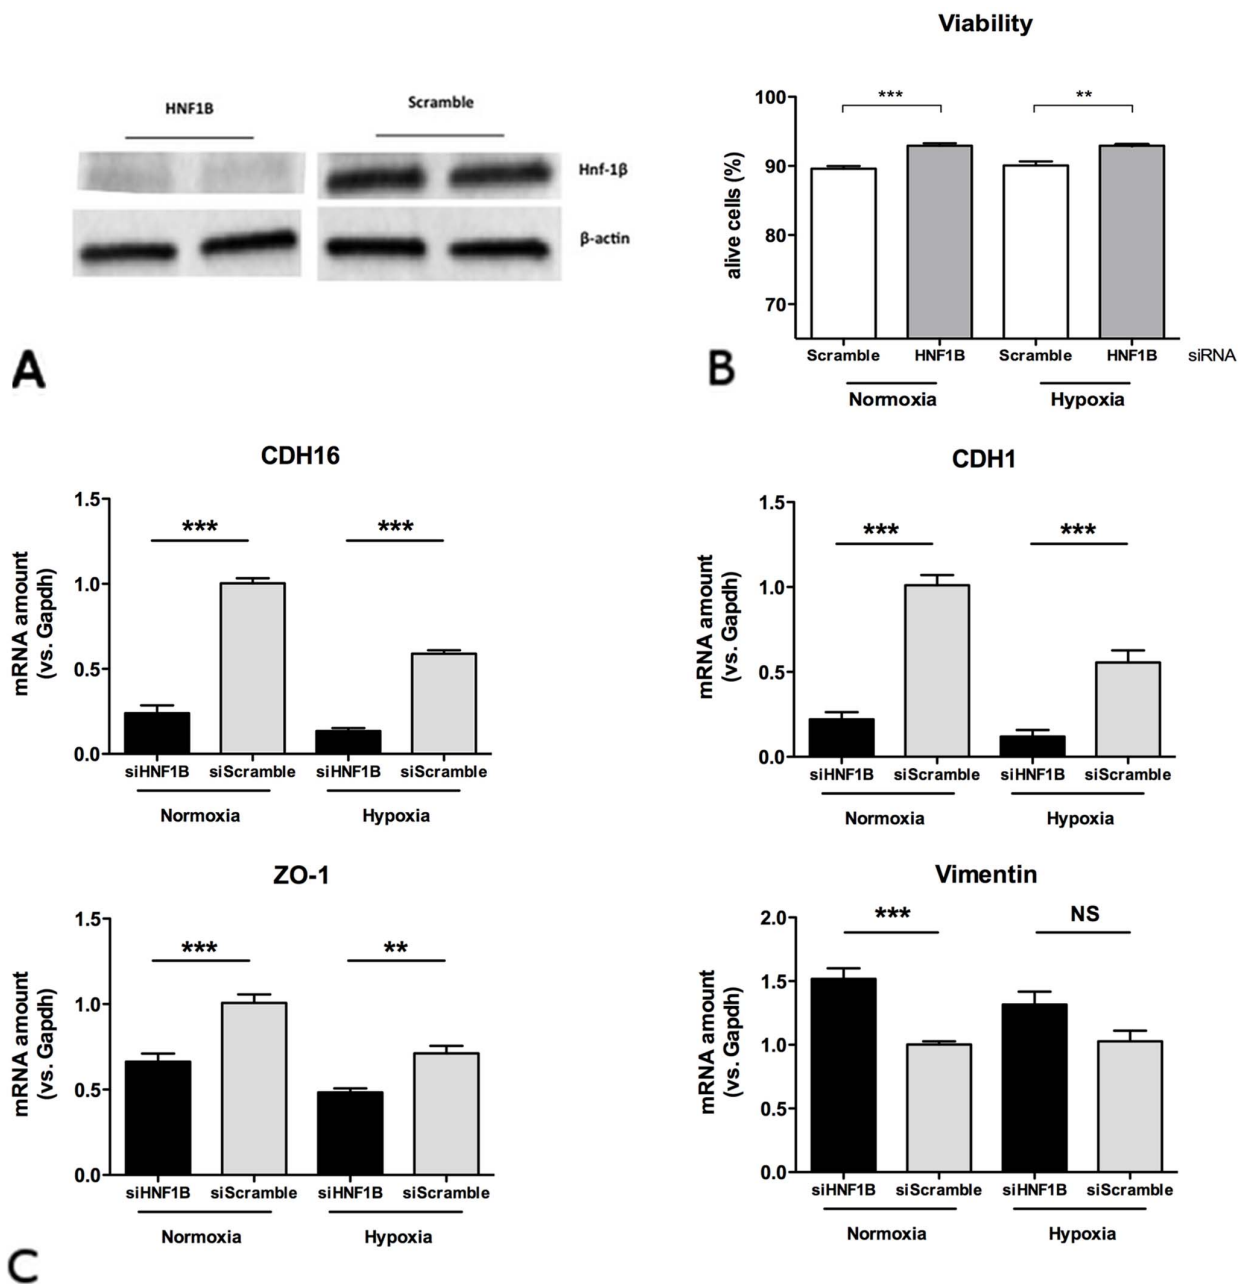 HNF1B
Scramble
Hnf-1β
β-actin
A
Viability
alive cells (%)
100
90
80
70
***
**
Scramble
HNF1B
Scramble
HNF1B
siRNA
Normoxia
Hypoxia
B
CDH16
mRNA amount
(vs. Gapdh)
1.5
1.0
0.5
0.0
***
***
siHNF1B
siScramble
siHNF1B
siScramble
Normoxia
Hypoxia
CDH1
mRNA amount
(vs. Gapdh)
1.5
1.0
0.5
0.0
***
***
siHNF1B
siScramble
siHNF1B
siScramble
Normoxia
Hypoxia
ZO-1
mRNA amount
(vs. Gapdh)
1.5
1.0
0.5
0.0
***
**
siHNF1B
siScramble
siHNF1B
siScramble
Normoxia
Hypoxia
Vimentin
mRNA amount
(vs. Gapdh)
2.0
1.5
1.0
0.5
0.0
***
NS
siHNF1B
siScramble
siHNF1B
siScramble
Normoxia
Hypoxia
C